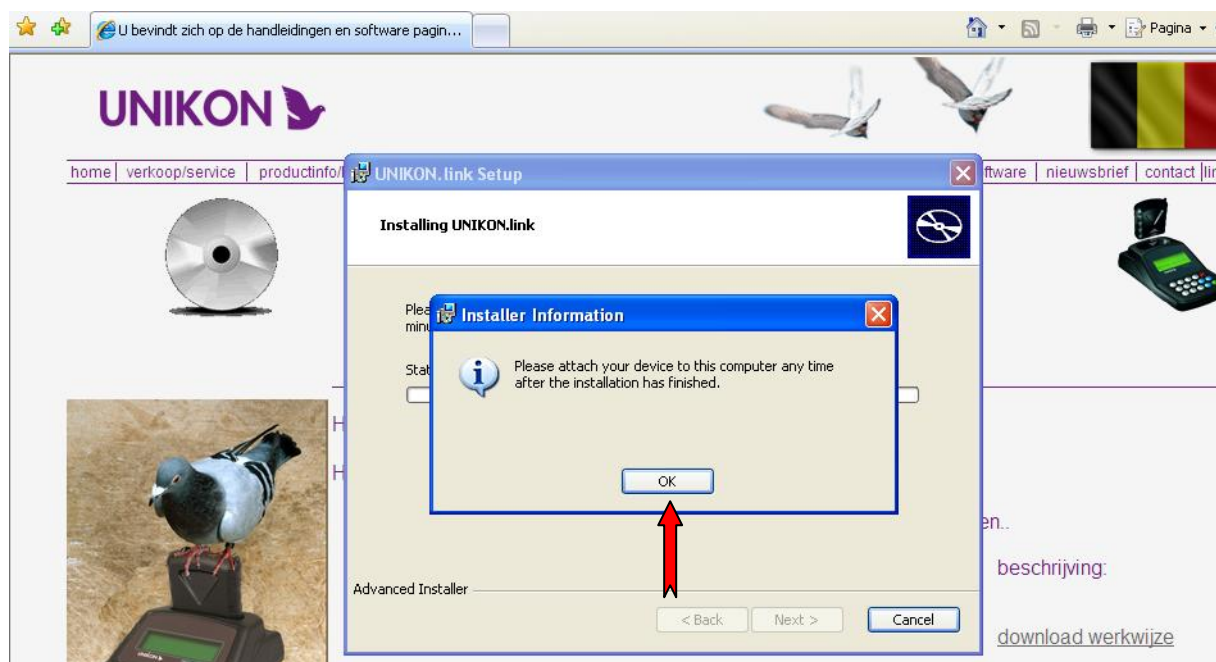 U bevindt zich op de handleidingen en software pagin...
Pagina
UNIKON
home | verkoop/service | productinfo/
ftware | nieuwsbrief | contact |lin
UNIKON.link Setup
Installing UNIKON.link
Plea
minu
Stat
Installer Information
Please attach your device to this computer any time
after the installation has finished.
OK
H
H
en..
beschrijving:
Advanced Installer
< Back
Next >
Cancel
download werkwijze